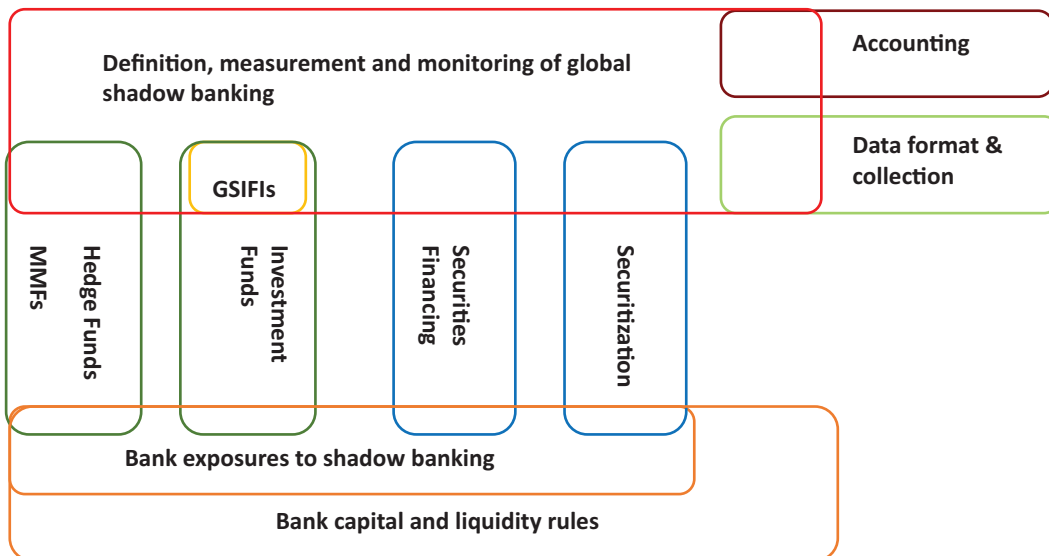 Definition, measurement and monitoring of global
shadow banking
Accounting
Data format &
collection
GSIFIs
Hedge Funds
MMFs
Investment
Funds
Securities
Financing
Securitization
Bank exposures to shadow banking
Bank capital and liquidity rules